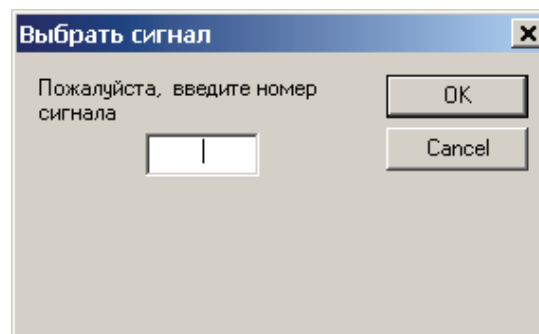 Выбрать сигнал
Пожалуйста, введите номер
сигнала
OK
Cancel